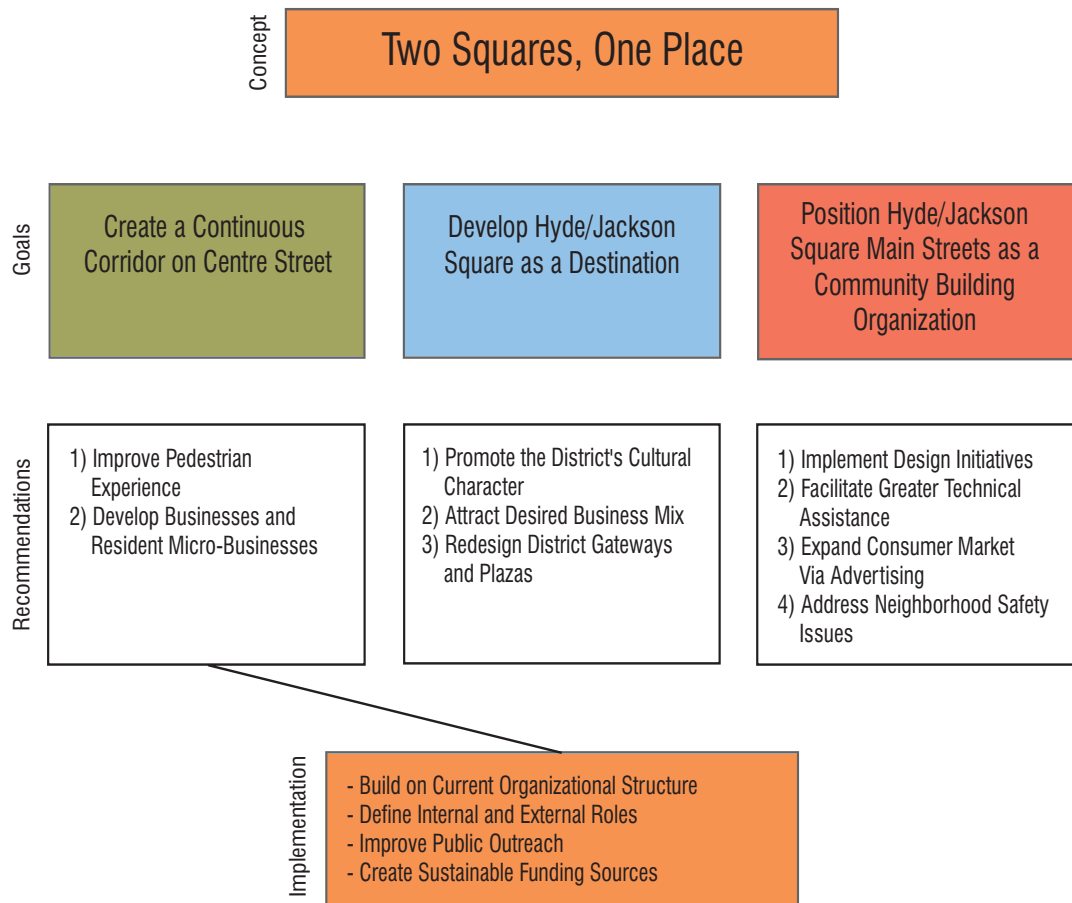 Concept
Two Squares, One Place
Goals
Create a Continuous
Corridor on Centre Street
Develop Hyde/Jackson
Square as a Destination
Position Hyde/Jackson
Square Main Streets as a
Community Building
Organization
Recommendations
1) Improve Pedestrian
Experience
2) Develop Businesses and
Resident Micro-Businesses
1) Promote the District's Cultural
Character
2) Attract Desired Business Mix
3) Redesign District Gateways
and Plazas
1) Implement Design Initiatives
2) Facilitate Greater Technical
Assistance
3) Expand Consumer Market
Via Advertising
4) Address Neighborhood Safety
Issues
Implementation
- Build on Current Organizational Structure
- Define Internal and External Roles
- Improve Public Outreach
- Create Sustainable Funding Sources